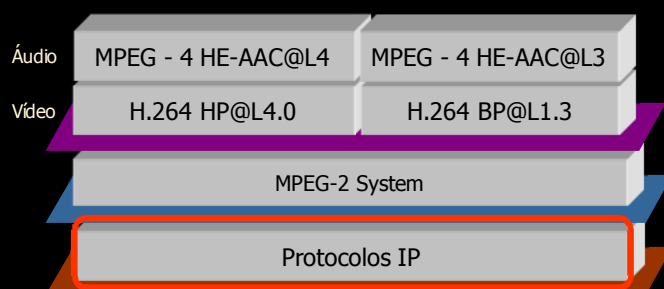 Áudio MPEG - 4 HE-AAC@L4 MPEG - 4 HE-AAC@L3
Vídeo H.264 HP@L4.0 H.264 BP@L1.3
MPEG-2 System
Protocolos IP